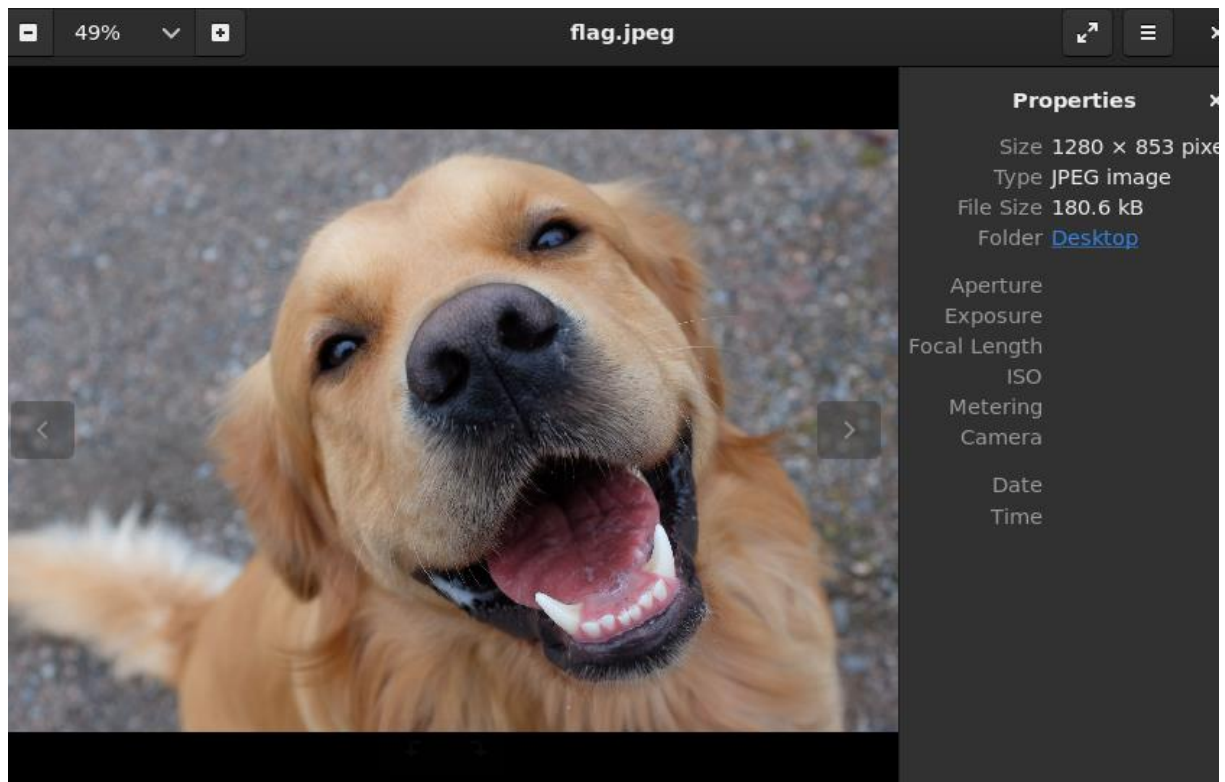 49%
flag.jpeg
Properties
Size 1280 × 853 pixe
Type JPEG image
File Size 180.6 kB
Folder Desktop
Aperture
Exposure
Focal Length
ISO
Metering
Camera
Date
Time